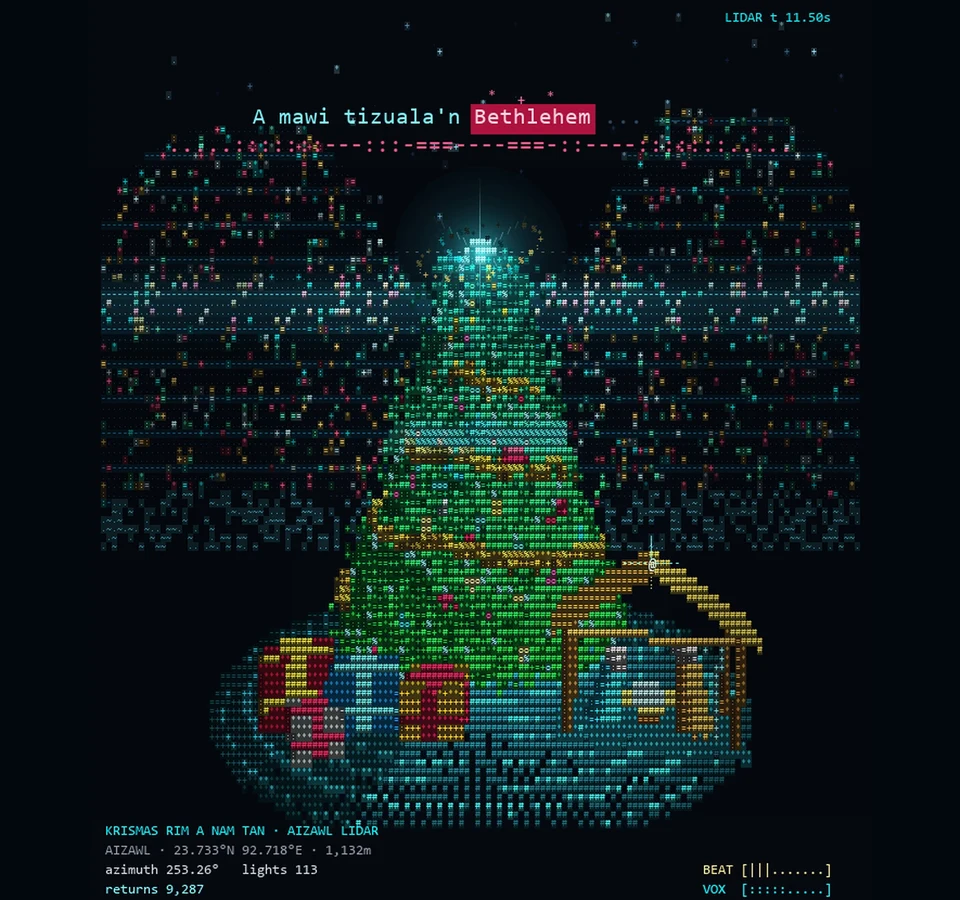 LIDAR t 11.50s
A mawi tizuala'n Bethlehem ...
KRISMAS RIM A NAM TAN · AIZAWL LIDAR
AIZAWL · 23.733°N 92.718°E · 1,132m
azimuth 253.26° lights 113
returns 9,287
BEAT [|||.......]
VOX [:::::.....]